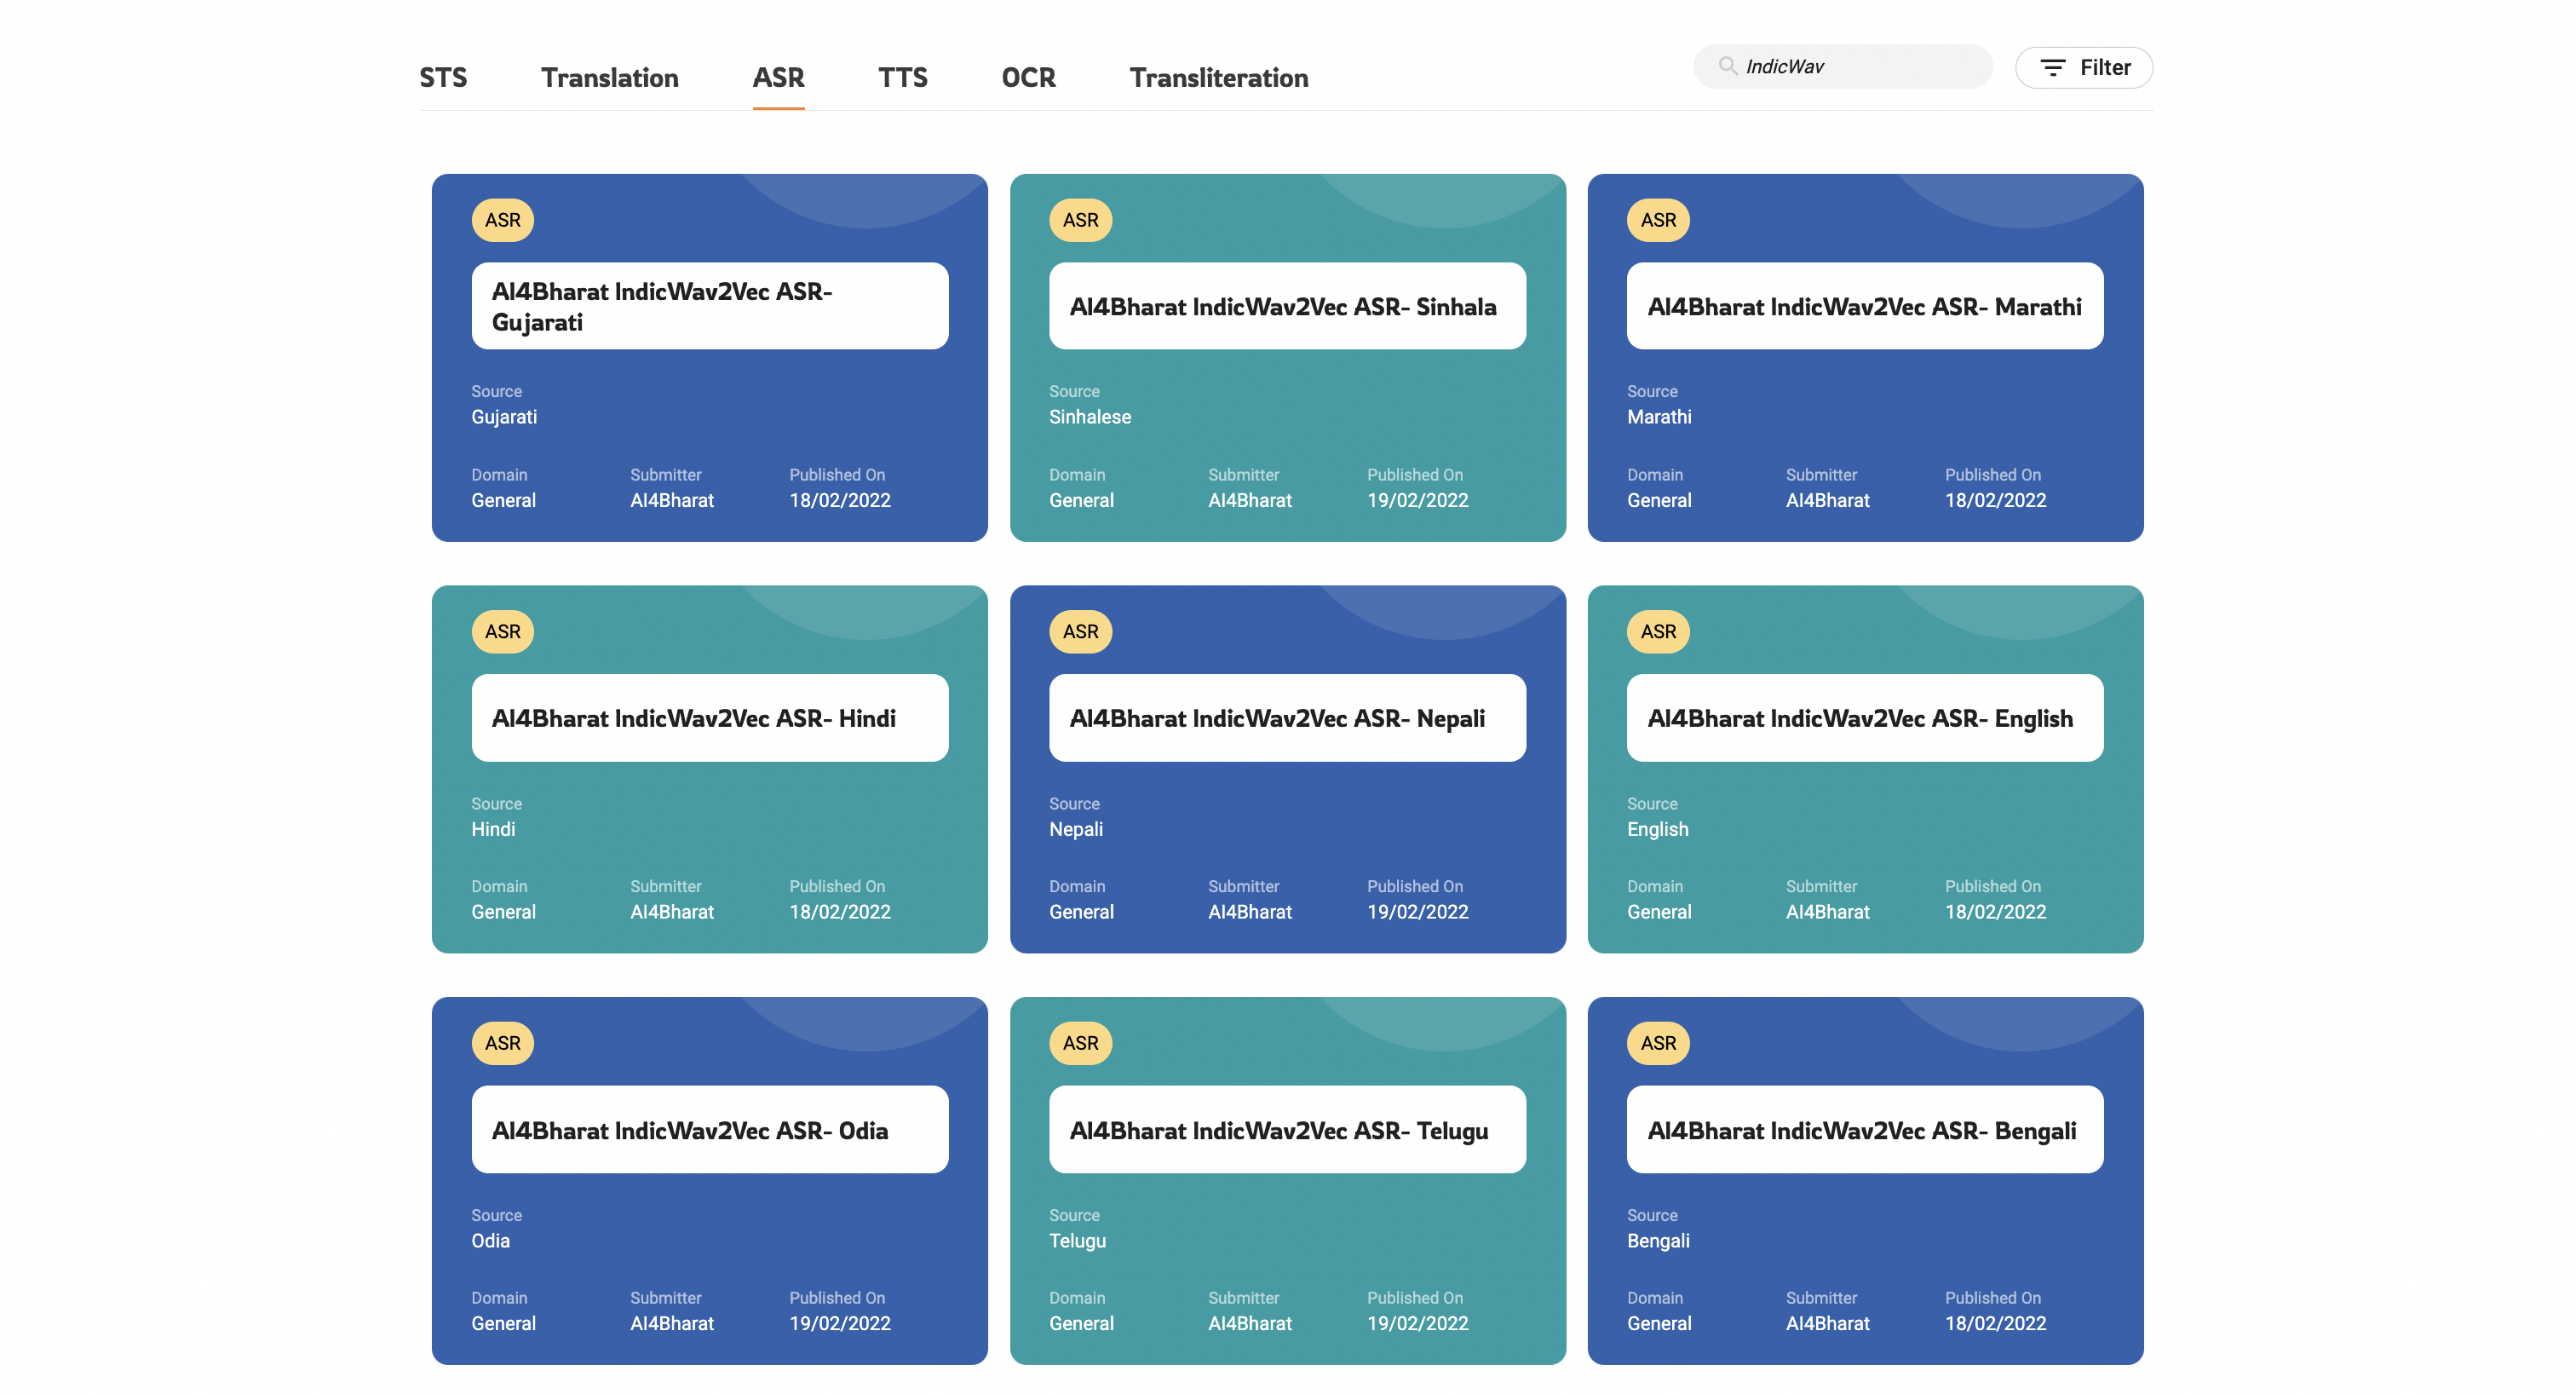 STS Translation ASR TTS OCR Transliteration IndicWav Filter
ASR
AI4Bharat IndicWav2Vec ASR-
Gujarati
Source
Gujarati
Domain Submitter Published On
General AI4Bharat 18/02/2022
ASR
AI4Bharat IndicWav2Vec ASR- Sinhala
Source
Sinhalese
Domain Submitter Published On
General AI4Bharat 19/02/2022
ASR
AI4Bharat IndicWav2Vec ASR- Marathi
Source
Marathi
Domain Submitter Published On
General AI4Bharat 18/02/2022
ASR
AI4Bharat IndicWav2Vec ASR- Hindi
Source
Hindi
Domain Submitter Published On
General AI4Bharat 18/02/2022
ASR
AI4Bharat IndicWav2Vec ASR- Nepali
Source
Nepali
Domain Submitter Published On
General AI4Bharat 19/02/2022
ASR
AI4Bharat IndicWav2Vec ASR- English
Source
English
Domain Submitter Published On
General AI4Bharat 18/02/2022
ASR
AI4Bharat IndicWav2Vec ASR- Odia
Source
Odia
Domain Submitter Published On
General AI4Bharat 19/02/2022
ASR
AI4Bharat IndicWav2Vec ASR- Telugu
Source
Telugu
Domain Submitter Published On
General AI4Bharat 19/02/2022
ASR
AI4Bharat IndicWav2Vec ASR- Bengali
Source
Bengali
Domain Submitter Published On
General AI4Bharat 18/02/2022